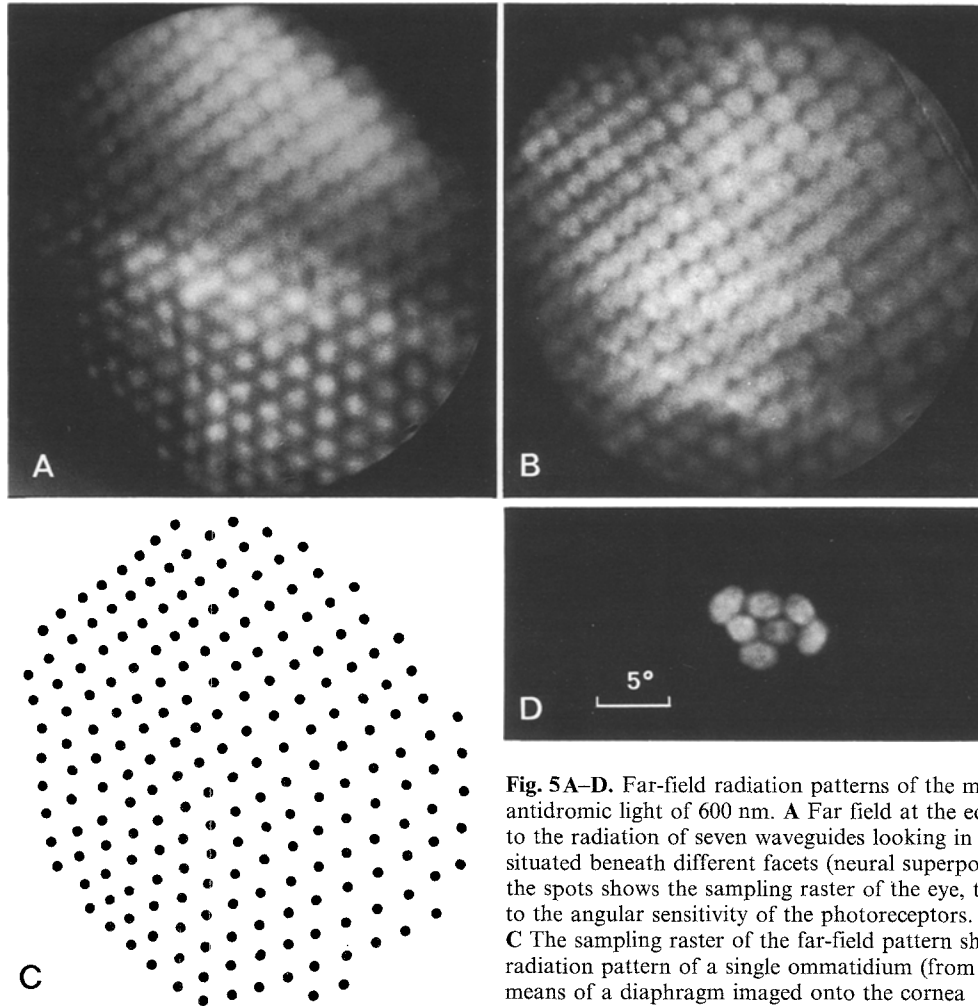 A
B
C
D
5°
Fig. 5A–D. Far-field radiation patterns of the
antidromic light of 600 nm. A Far field at the
to the radiation of seven waveguides looking in
situated beneath different facets (neural
the spots shows the sampling raster of the eye,
to the angular sensitivity of the photoreceptors.
C The sampling raster of the far-field pattern
radiation pattern of a single ommatidium (from
means of a diaphragm imaged onto the cornea